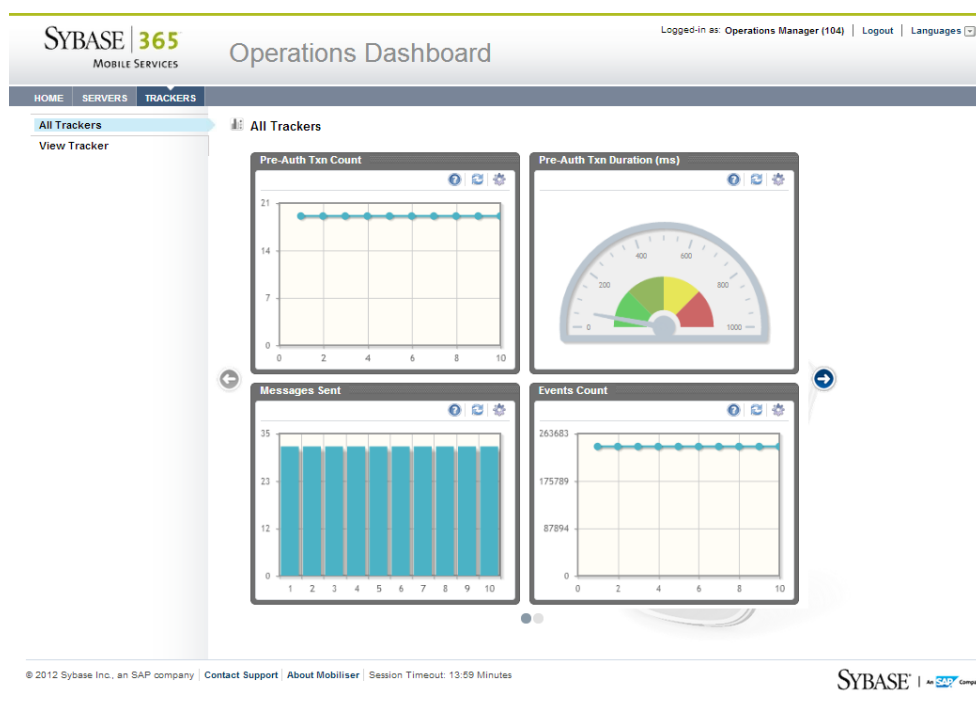 SYBASE 365
MOBILE SERVICES
Operations Dashboard
Logged-in as: Operations Manager (104) | Logout | Languages
HOME SERVERS TRACKERS
All Trackers
View Tracker
All Trackers
Pre-Auth Txn Count
21
14
7
0
0 2 4 6 8 10
Pre-Auth Txn Duration (ms)
0 200 400 600 800 1000
Messages Sent
35
23
12
0
1 2 3 4 5 6 7 8 9 10
Events Count
263683
175789
87894
0
0 2 4 6 8 10
© 2012 Sybase Inc., an SAP company | Contact Support | About Mobiliser | Session Timeout: 13:59 Minutes
SYBASE | An SAP Compa